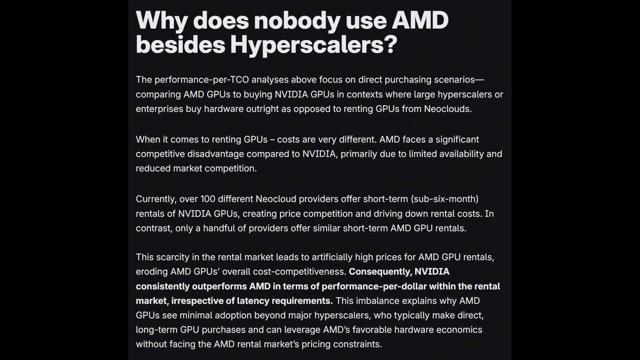 Why does nobody use AMD
besides Hyperscalers?
The performance-per-TCO analyses above focus on direct purchasing scenarios—
comparing AMD GPUs to buying NVIDIA GPUs in contexts where large hyperscalers or
enterprises buy hardware outright as opposed to renting GPUs from Neoclouds.
When it comes to renting GPUs – costs are very different. AMD faces a significant
competitive disadvantage compared to NVIDIA, primarily due to limited availability and
reduced market competition.
Currently, over 100 different Neocloud providers offer short-term (sub-six-month)
rentals of NVIDIA GPUs, creating price competition and driving down rental costs. In
contrast, only a handful of providers offer similar short-term AMD GPU rentals.
This scarcity in the rental market leads to artificially high prices for AMD GPU rentals,
eroding AMD GPUs’ overall cost-competitiveness. Consequently, NVIDIA
consistently outperforms AMD in terms of performance-per-dollar within the rental
market, irrespective of latency requirements. This imbalance explains why AMD
GPUs see minimal adoption beyond major hyperscalers, who typically make direct,
long-term GPU purchases and can leverage AMD’s favorable hardware economics
without facing the AMD rental market’s pricing constraints.